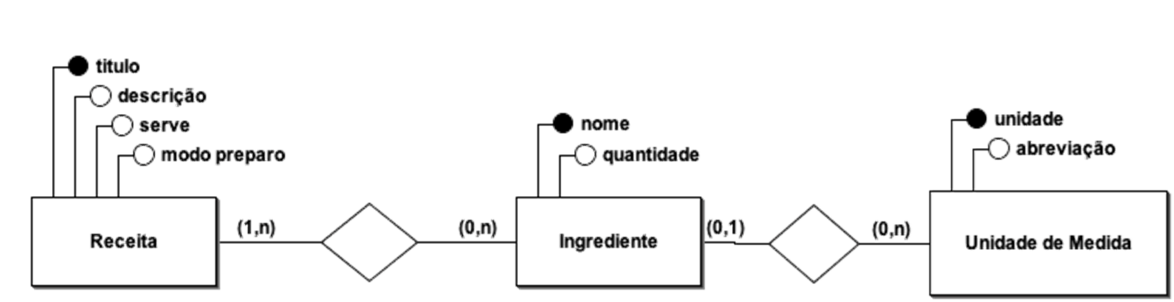 titulo
descrição
serve
modo preparo
nome
quantidade
unidade
abreviação
Receita
(1,n)
(0,n)
Ingrediente
(0,1)
(0,n)
Unidade de Medida